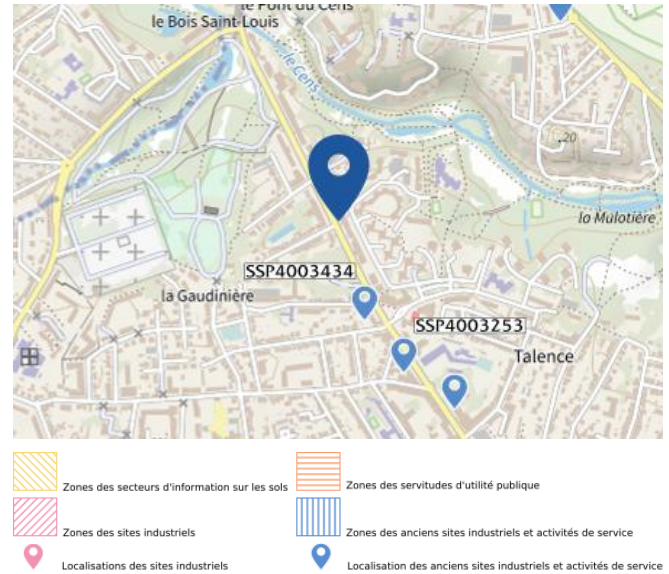 le Pont du Cens
le Bois Saint-Louis
le Cens
20
la Mulotière
SSP4003434
la Gaudinière
SSP4003253
Talence
Zones des secteurs d'information sur les sols
Zones des servitudes d'utilité publique
Zones des sites industriels
Zones des anciens sites industriels et activités de service
Localisations des sites industriels
Localisation des anciens sites industriels et activités de service